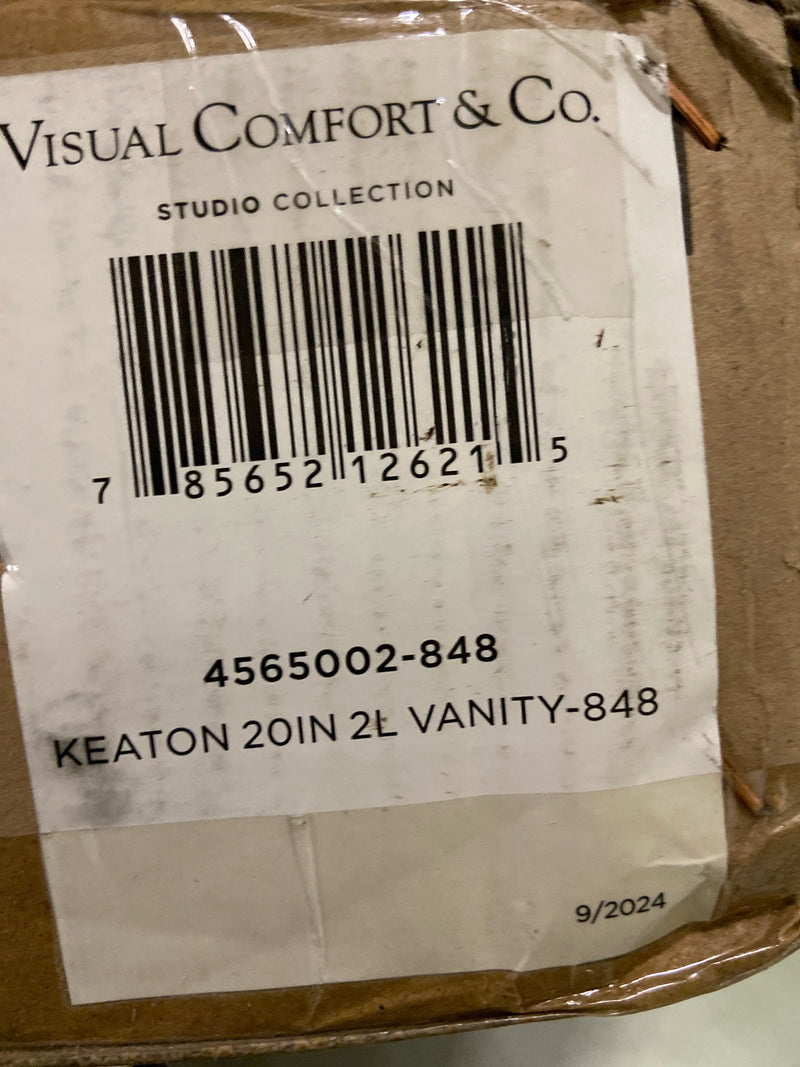 VISUAL COMFORT & CO.
STUDIO COLLECTION
7 85652 12621 5
4565002-848
KEATON 20IN 2L VANITY-848
9/2024